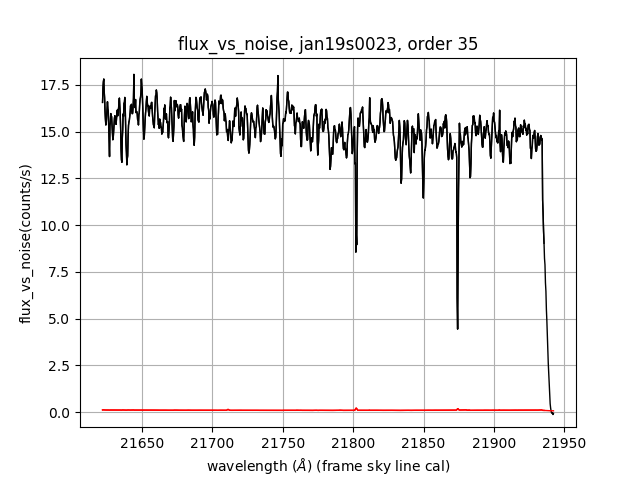 flux_vs_noise, jan19s0023, order 35
flux_vs_noise(counts/s)
17.5
15.0
12.5
10.0
7.5
5.0
2.5
0.0
21650 21700 21750 21800 21850 21900 21950
wavelength (Å) (frame sky line cal)